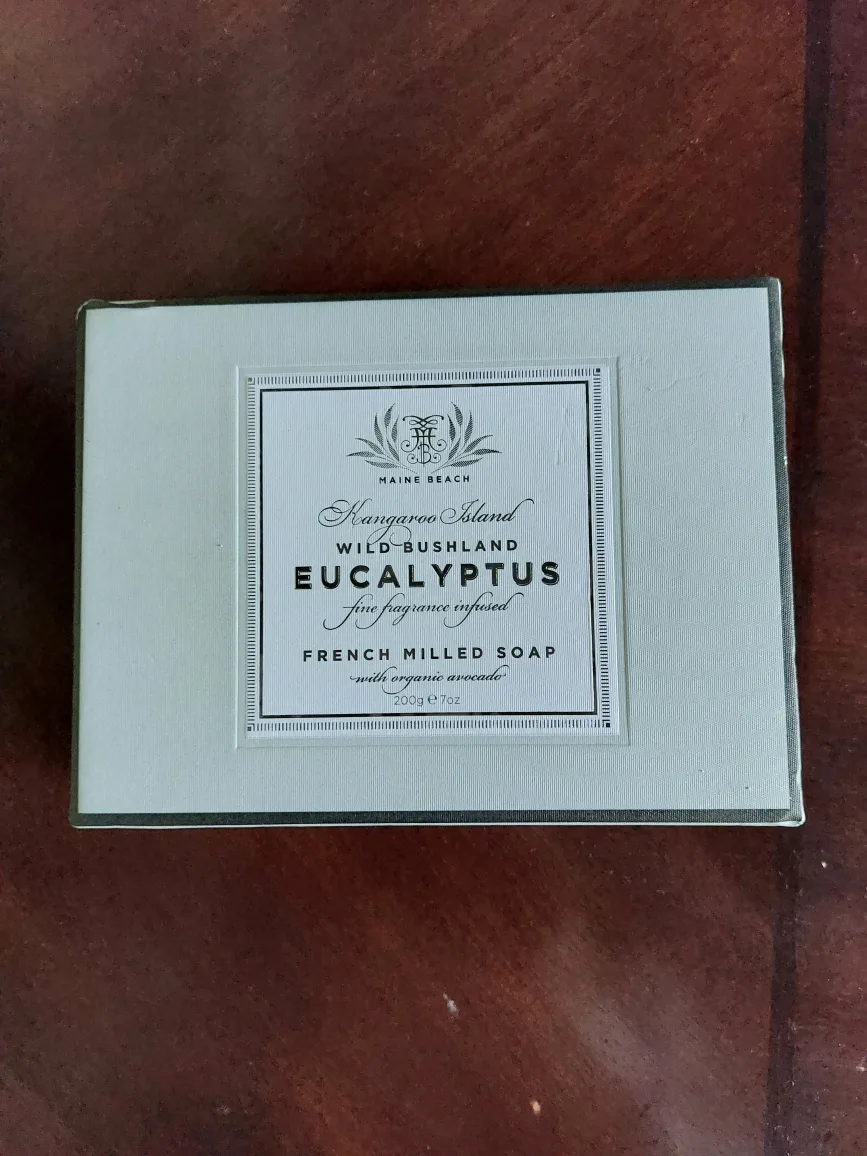 MAINE BEACH
Kangaroo Island
WILD BUSHLAND
EUCALYPTUS
fine fragrance infused
FRENCH MILLED SOAP
with organic avocado
200g ℮ 7oz